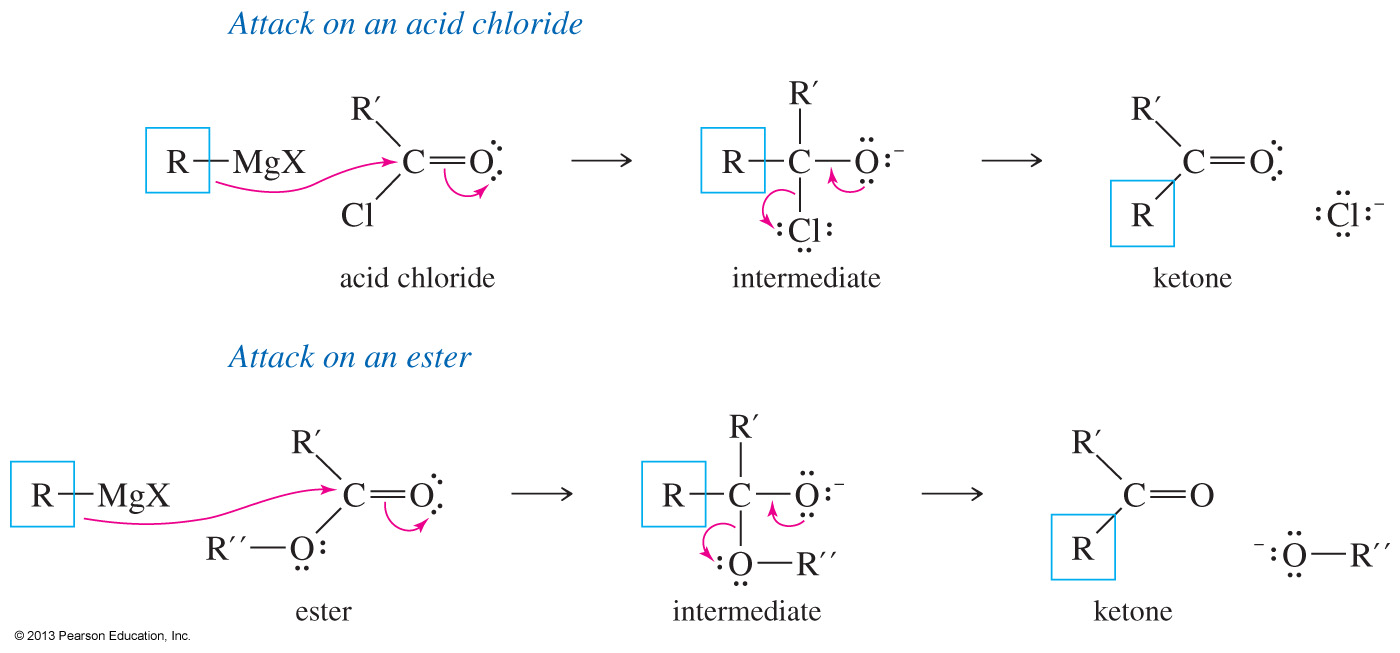 Attack on an acid chloride
R′ R′ R′
R—MgX C=O: R—C—O:⁻ C=O:
Cl :Cl: R :Cl:⁻
acid chloride intermediate ketone
Attack on an ester
R′ R′ R′
R—MgX C=O: R—C—O:⁻ C=O
R′′—O: :O—R′′ R ⁻:O—R′′
ester intermediate ketone
© 2013 Pearson Education, Inc.